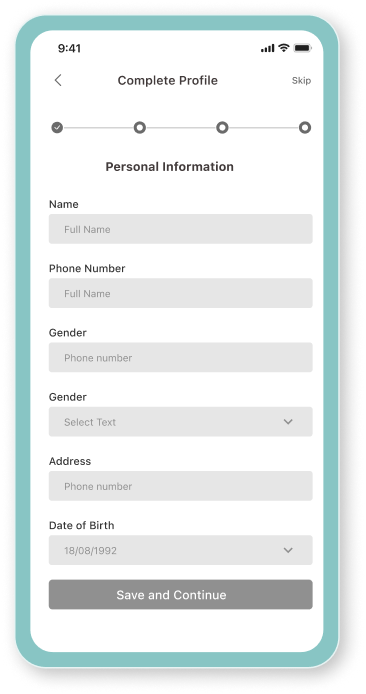 9:41
Complete Profile
Skip
Personal Information
Name
Full Name
Phone Number
Full Name
Gender
Phone number
Gender
Select Text
Address
Phone number
Date of Birth
18/08/1992
Save and Continue